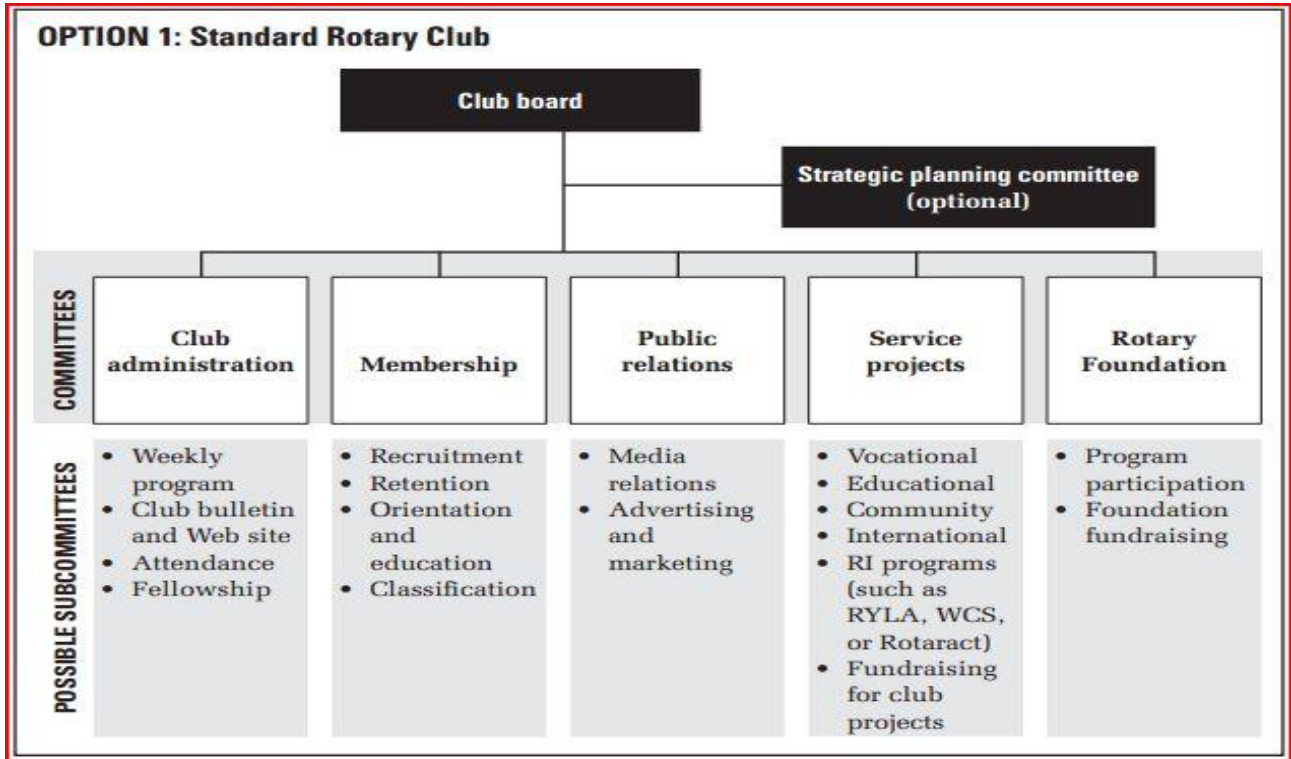 OPTION 1: Standard Rotary Club
Club board
Strategic planning committee
(optional)
COMMITTEES
Club
administration
Membership
Public
relations
Service
projects
Rotary
Foundation
POSSIBLE SUBCOMMITTEES
• Weekly
program
• Club bulletin
and Web site
• Attendance
• Fellowship
• Recruitment
• Retention
• Orientation
and
education
• Classification
• Media
relations
• Advertising
and
marketing
• Vocational
• Educational
• Community
• International
• RI programs
(such as
RYLA, WCS,
or Rotaract)
• Fundraising
for club
projects
• Program
participation
• Foundation
fundraising